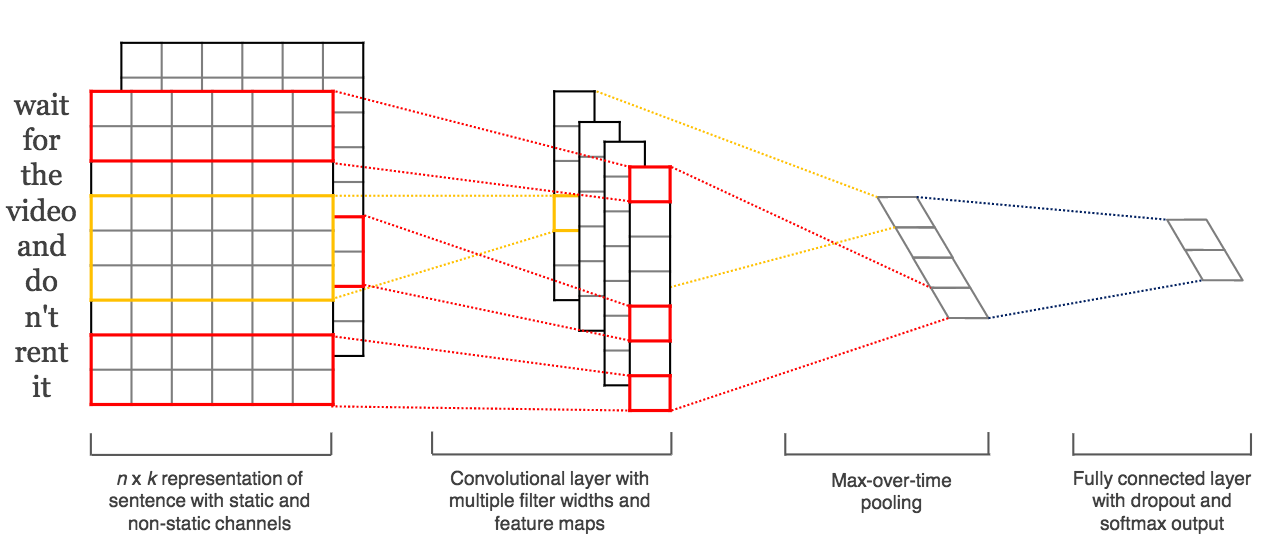 wait
for
the
video
and
do
n't
rent
it
n x k representation of
sentence with static and
non-static channels
Convolutional layer with
multiple filter widths and
feature maps
Max-over-time
pooling
Fully connected layer
with dropout and
softmax output